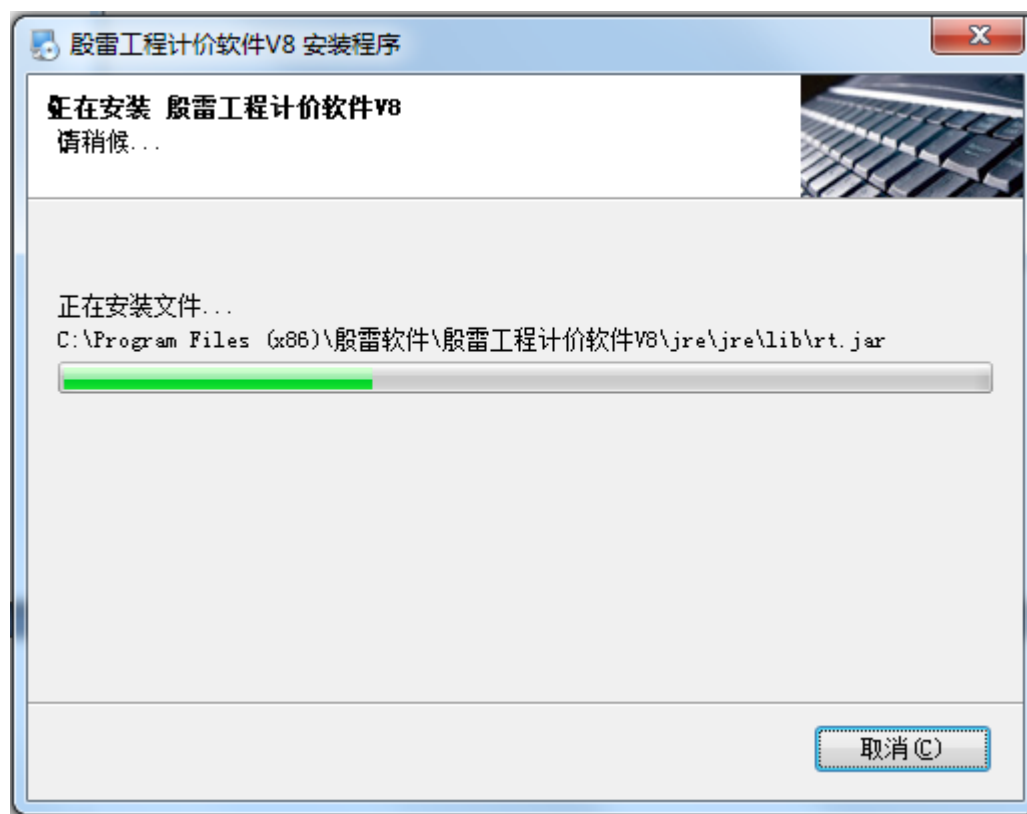 殷雷工程计价软件V8 安装程序
正在安装 殷雷工程计价软件V8
请稍候...
正在安装文件...
C:\Program Files (x86)\殷雷软件\殷雷工程计价软件V8\jre\jre\lib\rt.jar
取消(C)